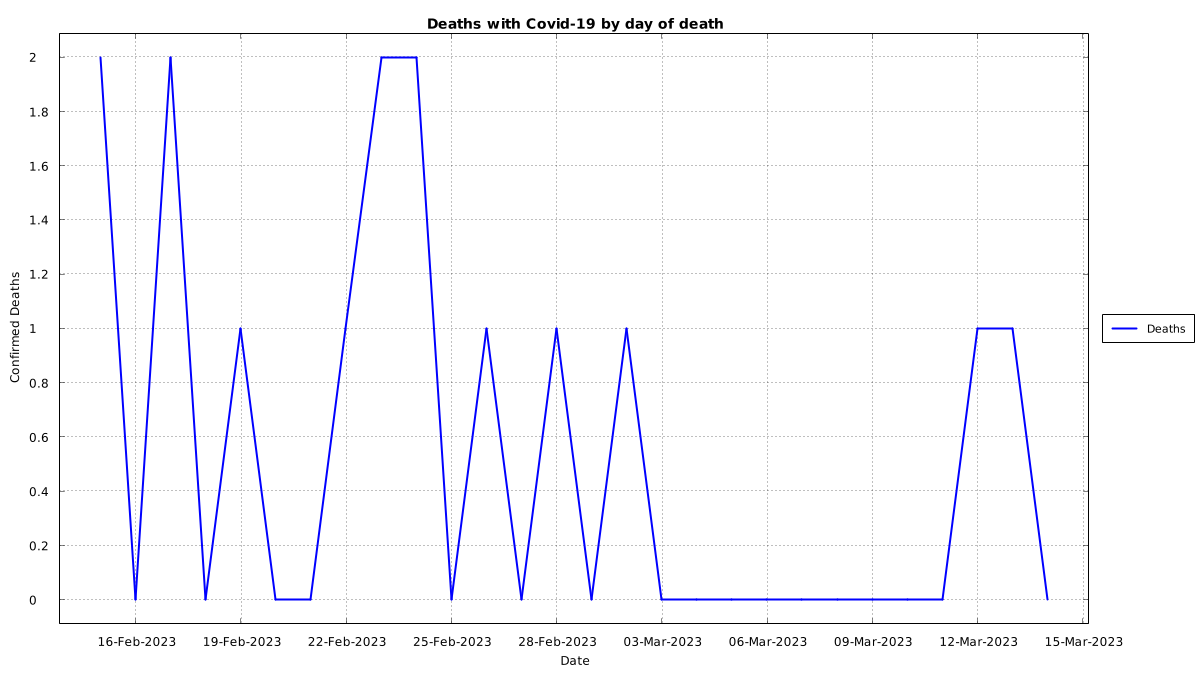 Deaths with Covid-19 by day of death
Confirmed Deaths
2
1.8
1.6
1.4
1.2
1
0.8
0.6
0.4
0.2
0
16-Feb-2023 19-Feb-2023 22-Feb-2023 25-Feb-2023 28-Feb-2023 03-Mar-2023 06-Mar-2023 09-Mar-2023 12-Mar-2023 15-Mar-2023
Date
Deaths